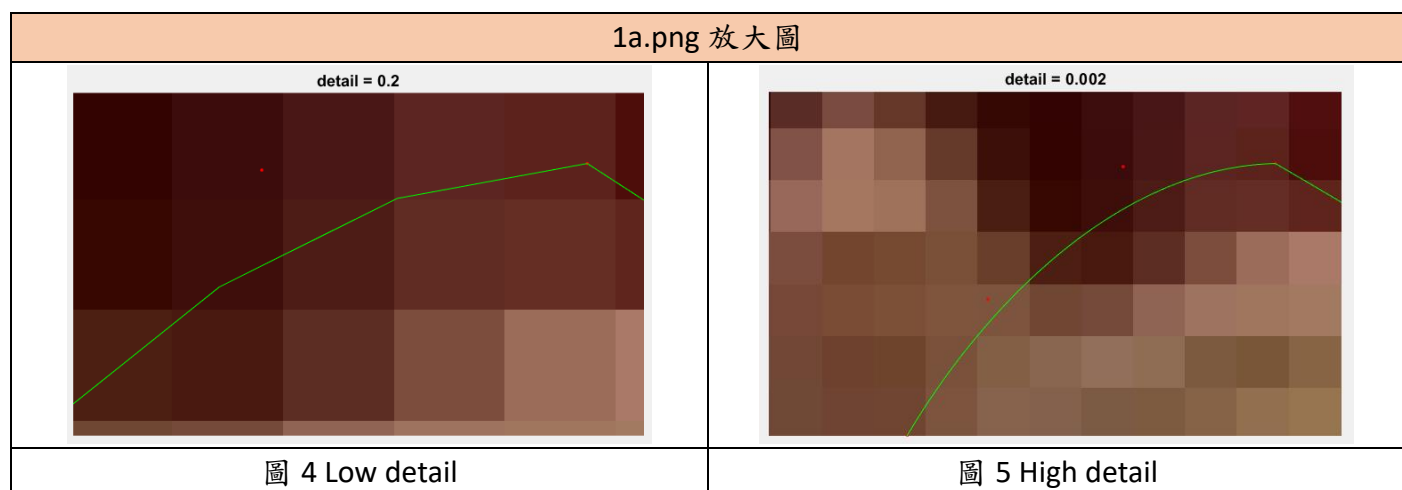 1a.png 放大圖
detail = 0.2
detail = 0.002
圖 4 Low detail
圖 5 High detail